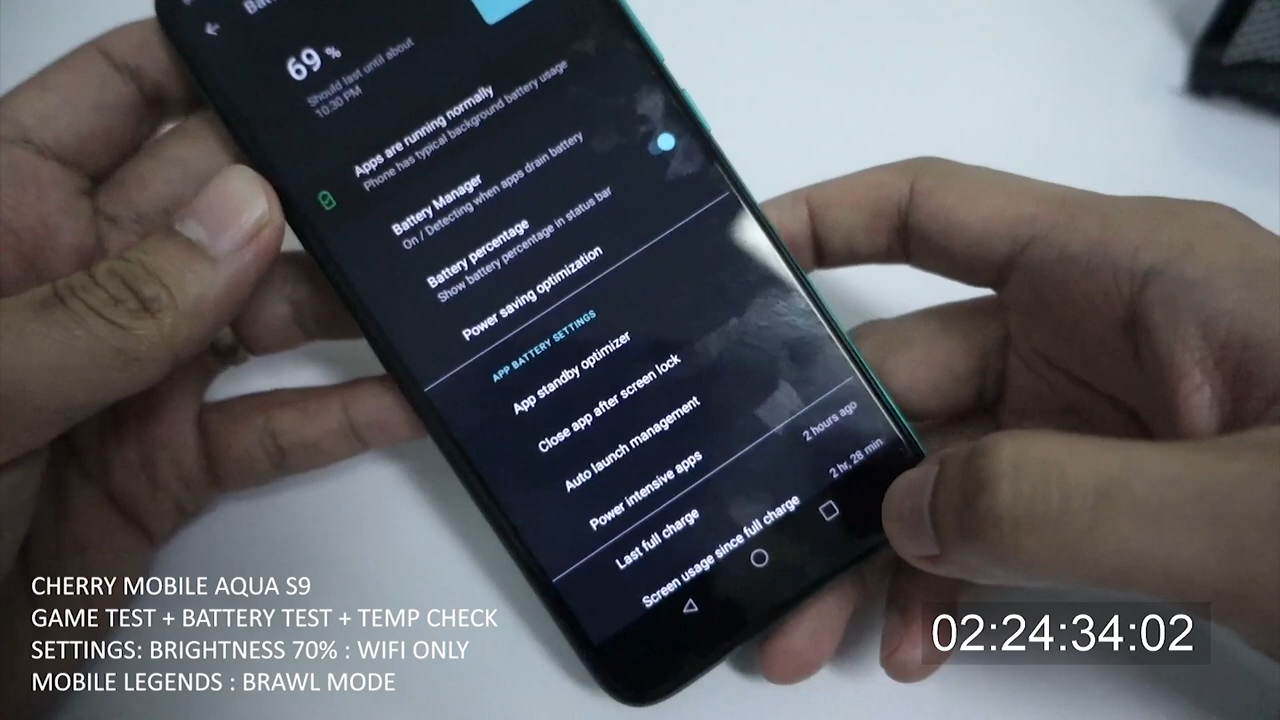 69 %
Should last until about
10:30 PM
Apps are running normally
Phone has typical background battery usage
Battery Manager
On / Detecting when apps drain battery
Battery percentage
Show battery percentage in status bar
Power saving optimization
APP BATTERY SETTINGS
App standby optimizer
Close app after screen lock
Auto launch management
Power intensive apps
Last full charge
2 hours ago
Screen usage since full charge
2 hr, 28 min
CHERRY MOBILE AQUA S9
GAME TEST + BATTERY TEST + TEMP CHECK
SETTINGS: BRIGHTNESS 70% : WIFI ONLY
MOBILE LEGENDS : BRAWL MODE
02:24:34:02